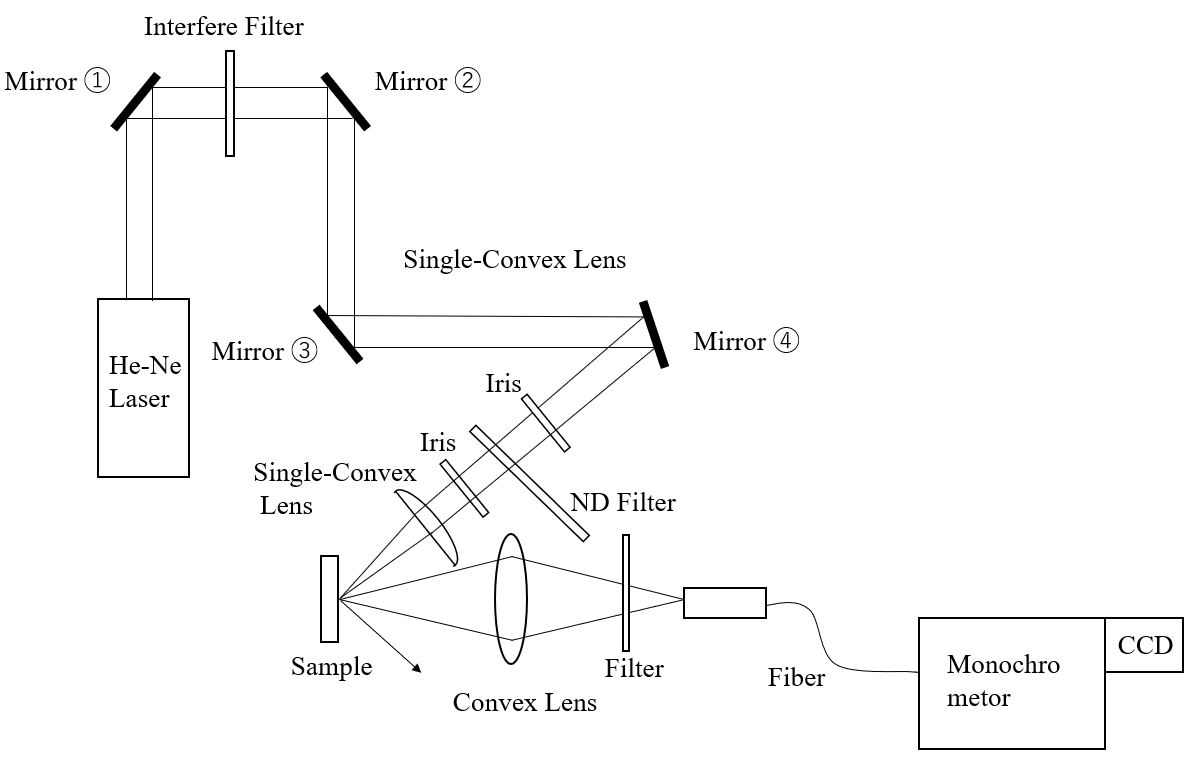 Interfere Filter
Mirror ①
Mirror ②
Single-Convex Lens
Mirror ③
Mirror ④
He-Ne
Laser
Iris
Iris
Single-Convex
Lens
ND Filter
Sample
Convex Lens
Filter
Fiber
Monochro
metor
CCD